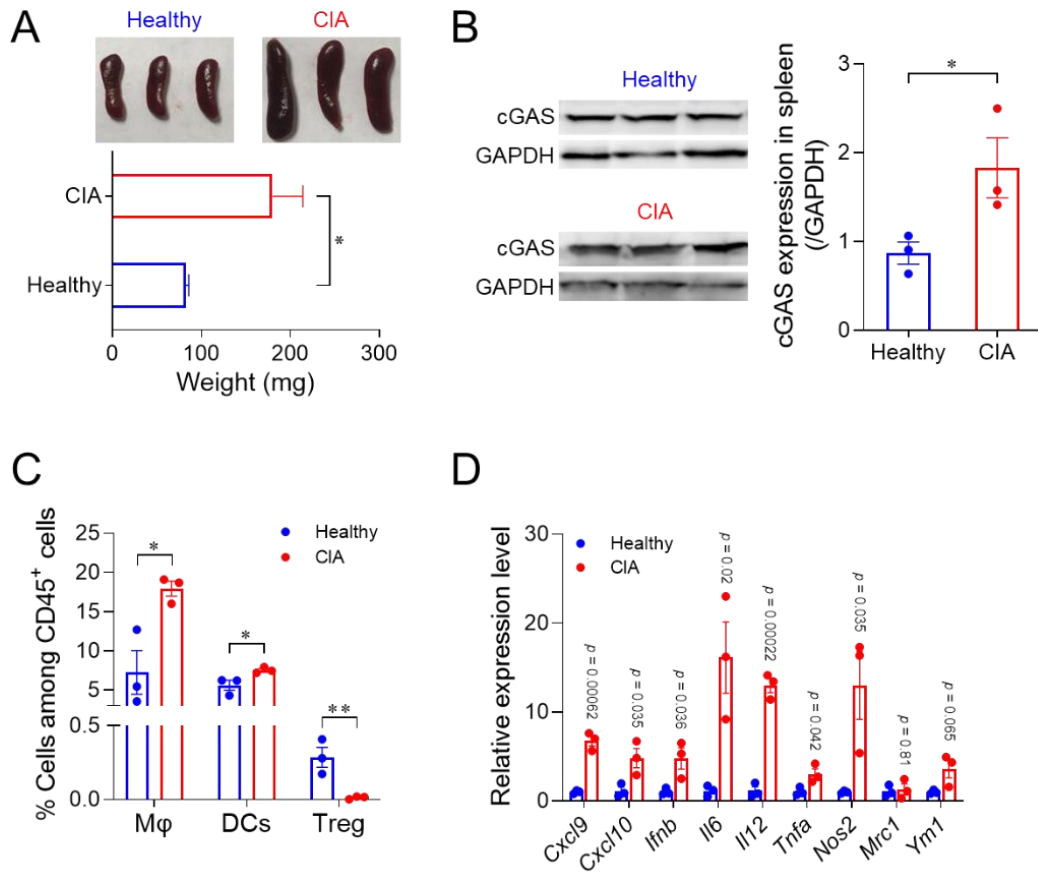 A
Healthy
CIA
CIA
Healthy
*
0
100
200
300
Weight (mg)
B
Healthy
cGAS
GAPDH
CIA
cGAS
GAPDH
cGAS expression in spleen
(/GAPDH)
3
2
1
0
*
Healthy
CIA
C
% Cells among CD45⁺ cells
25
20
15
10
5
0.5
0.0
Healthy
CIA
*
*
**
Mφ
DCs
Treg
D
Relative expression level
30
20
10
0
Healthy
CIA
p = 0.00062
p = 0.035
p = 0.036
p = 0.02
p = 0.00022
p = 0.042
p = 0.035
p = 0.81
p = 0.065
Cxcl9
Cxcl10
Ifnb
Il6
Il12
Tnfa
Nos2
Mrc1
Ym1